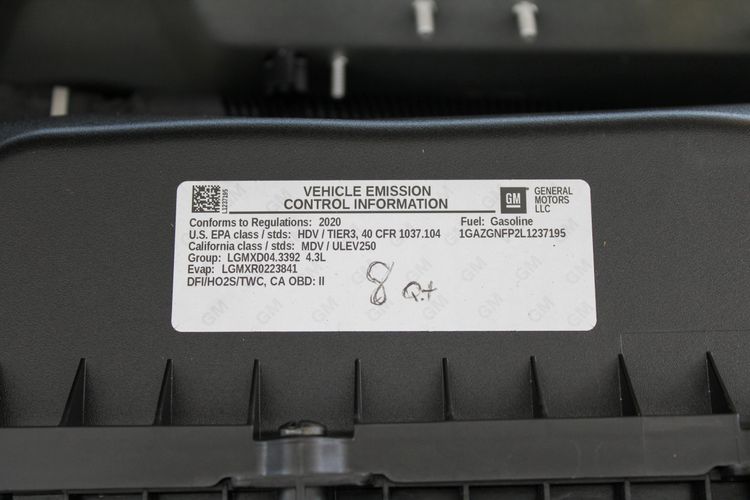 L1237195
VEHICLE EMISSION
CONTROL INFORMATION
GM
GENERAL
MOTORS
LLC
Conforms to Regulations: 2020
Fuel: Gasoline
U.S. EPA class / stds: HDV / TIER3, 40 CFR 1037.104
1GAZGNFP2L1237195
California class / stds: MDV / ULEV250
Group: LGMXD04.3392 4.3L
Evap: LGMXR0223841
DFI/HO2S/TWC, CA OBD: II
8 Q.t